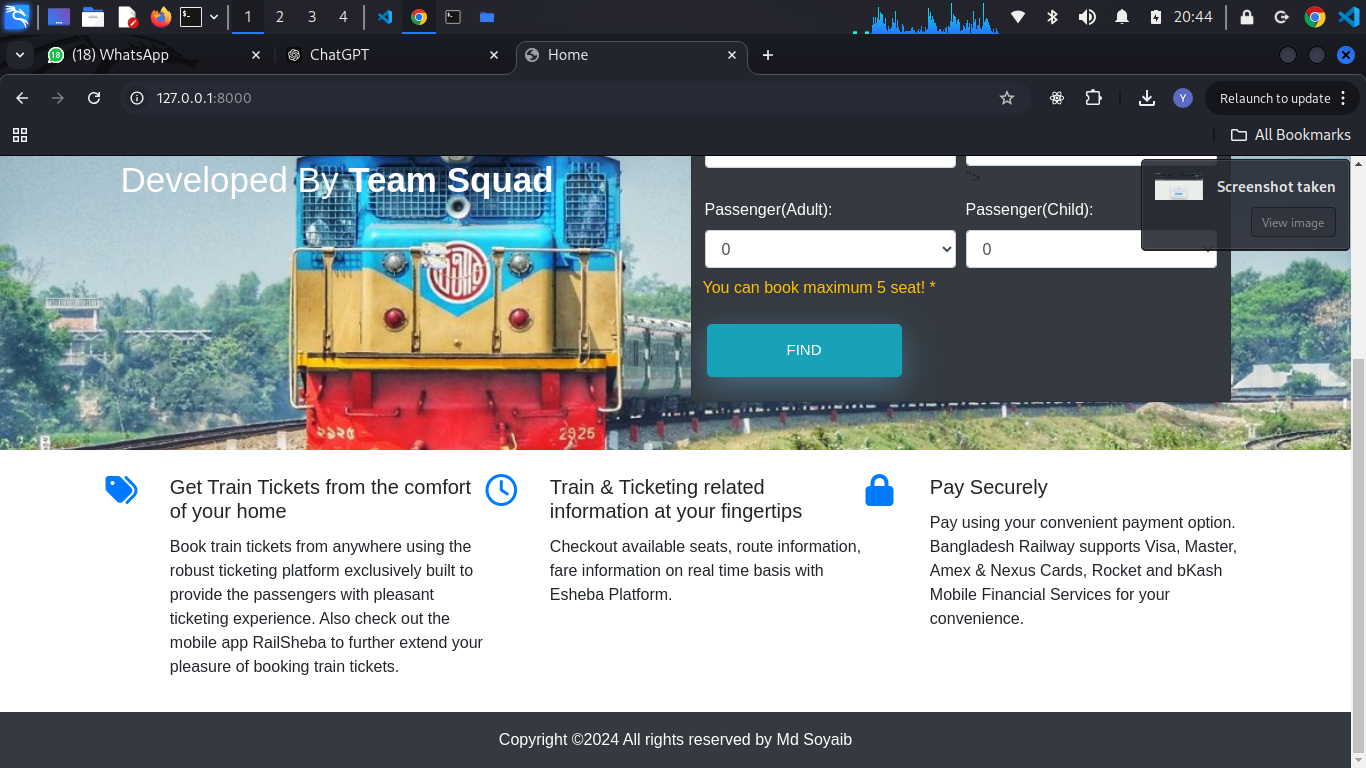 1 2 3 4 20:44
(18) WhatsApp ChatGPT Home
127.0.0.1:8000 Y Relaunch to update
All Bookmarks
Developed By Team Squad
">
Screenshot taken
View image
Passenger(Adult): Passenger(Child):
0 0
You can book maximum 5 seat! *
FIND
২৯২৫ 2925
Get Train Tickets from the comfort
of your home
Book train tickets from anywhere using the
robust ticketing platform exclusively built to
provide the passengers with pleasant
ticketing experience. Also check out the
mobile app RailSheba to further extend your
pleasure of booking train tickets.
Train & Ticketing related
information at your fingertips
Checkout available seats, route information,
fare information on real time basis with
Esheba Platform.
Pay Securely
Pay using your convenient payment option.
Bangladesh Railway supports Visa, Master,
Amex & Nexus Cards, Rocket and bKash
Mobile Financial Services for your
convenience.
Copyright ©2024 All rights reserved by Md Soyaib